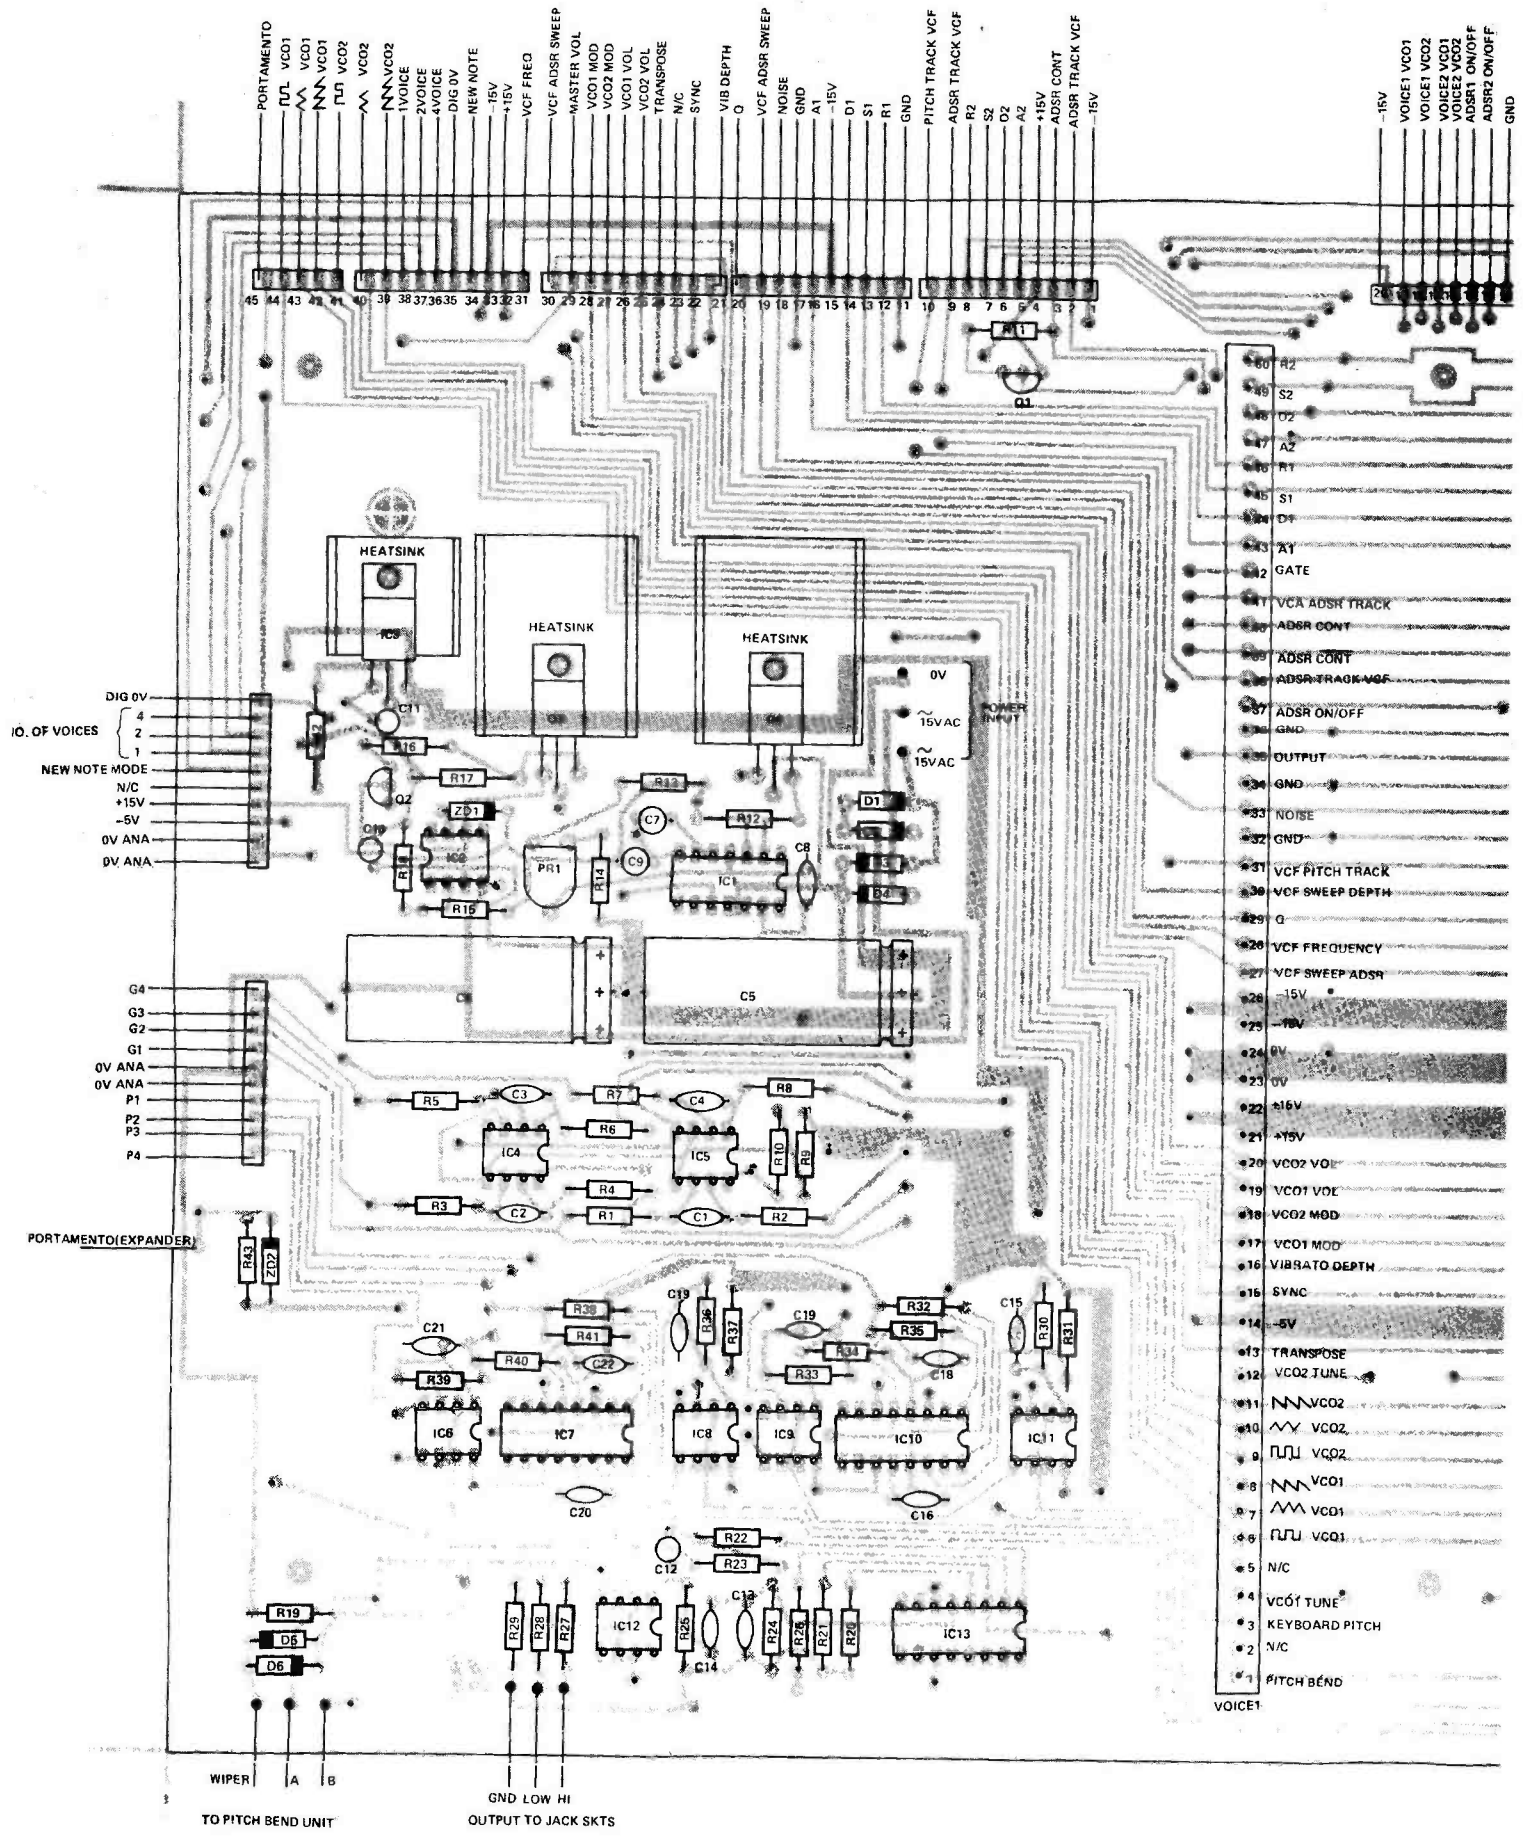 PORTAMENTO
VCO1
VCO1
VCO1
VCO2
VCO2
VCO2
1VOICE
2VOICE
4VOICE
DIG 0V
NEW NOTE
-15V
+15V
VCF FREQ
VCF ADSR SWEEP
MASTER VOL
VCO1 MOD
VCO2 MOD
VCO1 VOL
VCO2 VOL
TRANSPOSE
N/C
SYNC
VIB DEPTH
Q
VCF ADSR SWEEP
NOISE
GND
A1
-15V
D1
S1
R1
GND
PITCH TRACK VCF
ADSR TRACK VCF
R2
S2
D2
A2
+15V
ADSR CONT
ADSR TRACK VCF
-15V
-15V
VOICE1 VCO1
VOICE1 VCO2
VOICE2 VCO1
VOICE2 VCO2
ADSR1 ON/OFF
ADSR2 ON/OFF
GND
45 44 43 42 41 40 39 38 37 36 35 34 33 32 31 30 29 28 27 26 25 24 23 22 21 20 19 18 17 16 15 14 13 12 11 10 9 8 7 6 5 4 3 2 1
20
Q1
50 R2
49 S2
D2
47 A2
R1
45 S1
D1
43 A1
42 GATE
41 VCA ADSR TRACK
ADSR CONT
ADSR CONT
ADSR TRACK VCF
37 ADSR ON/OFF
GND
35 OUTPUT
34 GND
33 NOISE
32 GND
31 VCF PITCH TRACK
30 VCF SWEEP DEPTH
29 Q
28 VCF FREQUENCY
27 VCF SWEEP ADSR
26 -15V
25 -15V
24 0V
23 0V
22 +15V
21 +15V
20 VCO2 VOL
19 VCO1 VOL
18 VCO2 MOD
17 VCO1 MOD
16 VIBRATO DEPTH
15 SYNC
14 -5V
13 TRANSPOSE
12 VCO2 TUNE
11 VCO2
10 VCO2
9 VCO2
8 VCO1
7 VCO1
6 VCO1
5 N/C
4 VCO1 TUNE
3 KEYBOARD PITCH
2 N/C
1 PITCH BEND
VOICE1
HEATSINK
HEATSINK
HEATSINK
0V
~ 15VAC
~ 15VAC
POWER INPUT
DIG 0V
4
2
1
IO. OF VOICES
NEW NOTE MODE
N/C
+15V
-5V
0V ANA
0V ANA
C11
R16
R17
Q2
ZD1
R13
C7
R12
D1
PR1
R14
C9
IC1
C8
D4
R15
C5
+
+
+
+
+
+
G4
G3
G2
G1
0V ANA
0V ANA
P1
P2
P3
P4
R5
C3
R7
C4
R8
R6
IC4
IC5
R10
R9
R4
R3
C2
R1
C1
R2
PORTAMENTO(EXPANDER)
R43
ZD2
C21
R38
R41
R40
C22
R39
C19
R36
R37
C19
R34
R33
R32
R35
C18
C15
R30
R31
IC6
IC7
IC8
IC9
IC10
IC11
C20
C16
R22
R23
C12
R29
R28
R27
IC12
R25
C14
C13
R24
R26
R21
R20
IC13
R19
D5
D6
WIPER
A
B
TO PITCH BEND UNIT
GND LOW HI
OUTPUT TO JACK SKTS